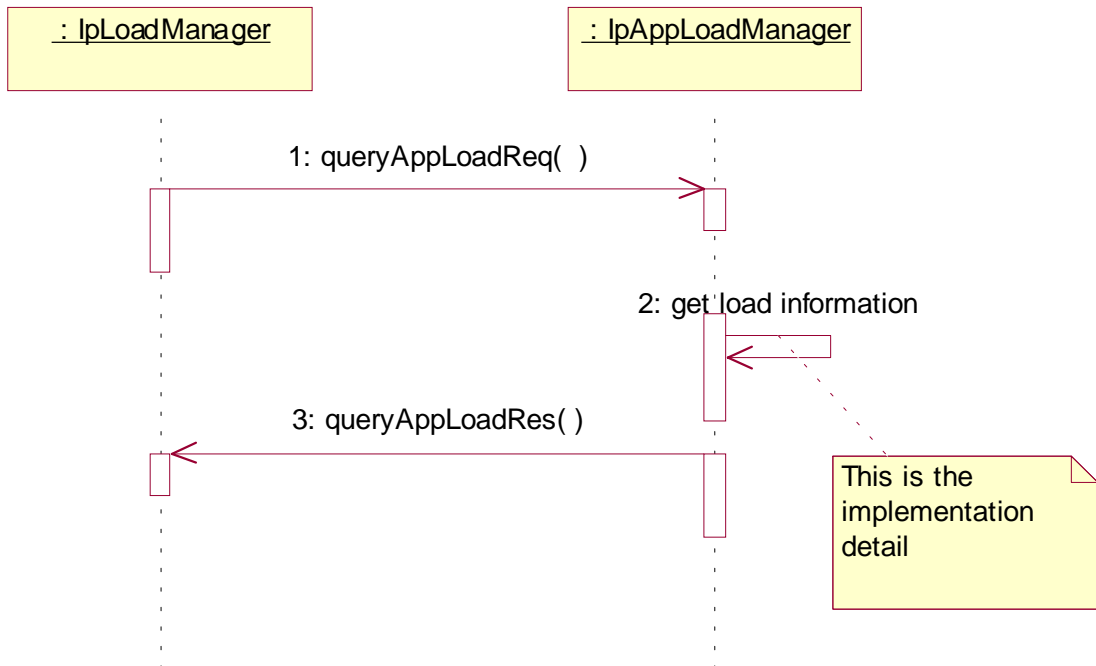 : IpLoadManager
: IpAppLoadManager
1: queryAppLoadReq( )
2: get load information
3: queryAppLoadRes( )
This is the
implementation
detail